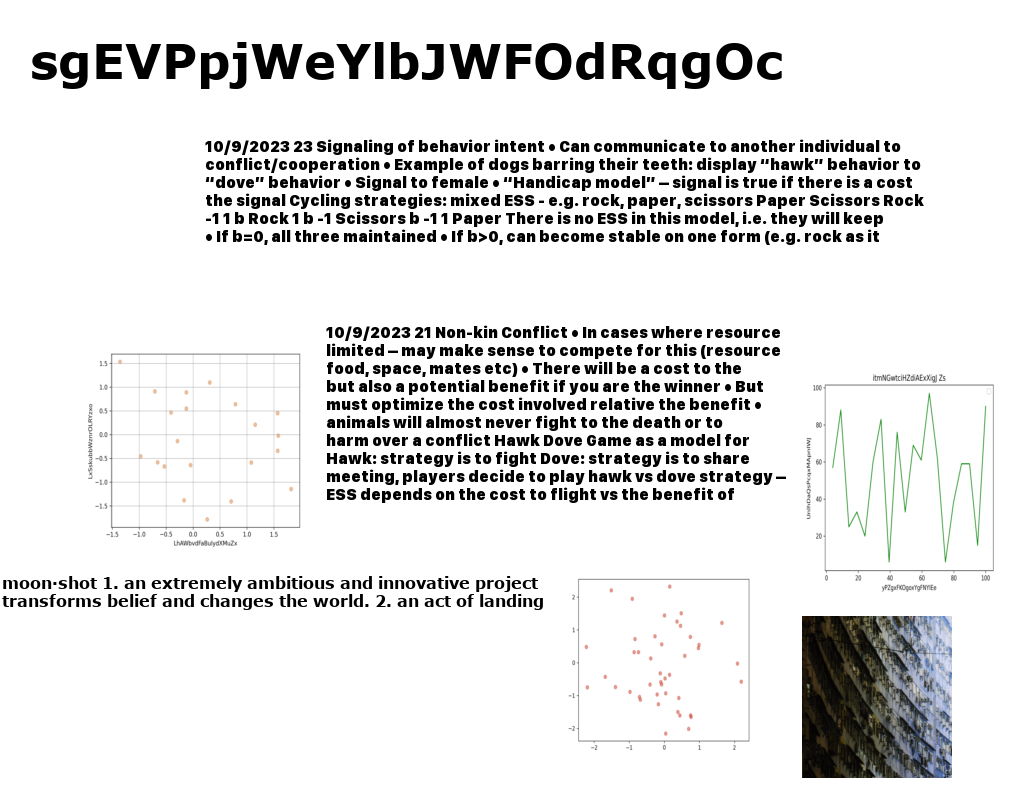 sgEVPpjWeYlbJWFOdRqgOc
10/9/2023 23 Signaling of behavior intent • Can communicate to another individual to
conflict/cooperation • Example of dogs barring their teeth: display “hawk” behavior to
“dove” behavior • Signal to female • “Handicap model” – signal is true if there is a cost
the signal Cycling strategies: mixed ESS - e.g. rock, paper, scissors Paper Scissors Rock
-1 1 b Rock 1 b -1 Scissors b -1 1 Paper There is no ESS in this model, i.e. they will keep
• If b=0, all three maintained • If b>0, can become stable on one form (e.g. rock as it
10/9/2023 21 Non-kin Conflict • In cases where resource
limited – may make sense to compete for this (resource
food, space, mates etc) • There will be a cost to the
but also a potential benefit if you are the winner • But
must optimize the cost involved relative the benefit •
animals will almost never fight to the death or to
harm over a conflict Hawk Dove Game as a model for
Hawk: strategy is to fight Dove: strategy is to share
meeting, players decide to play hawk vs dove strategy –
ESS depends on the cost to flight vs the benefit of
1.5
1.0
0.5
0.0
−0.5
−1.0
−1.5
−1.5 −1.0 −0.5 0.0 0.5 1.0 1.5
100
80
60
40
20
0 20 40 60 80 100
moon·shot 1. an extremely ambitious and innovative project
transforms belief and changes the world. 2. an act of landing
2
1
0
−1
−2
−2 −1 0 1 2